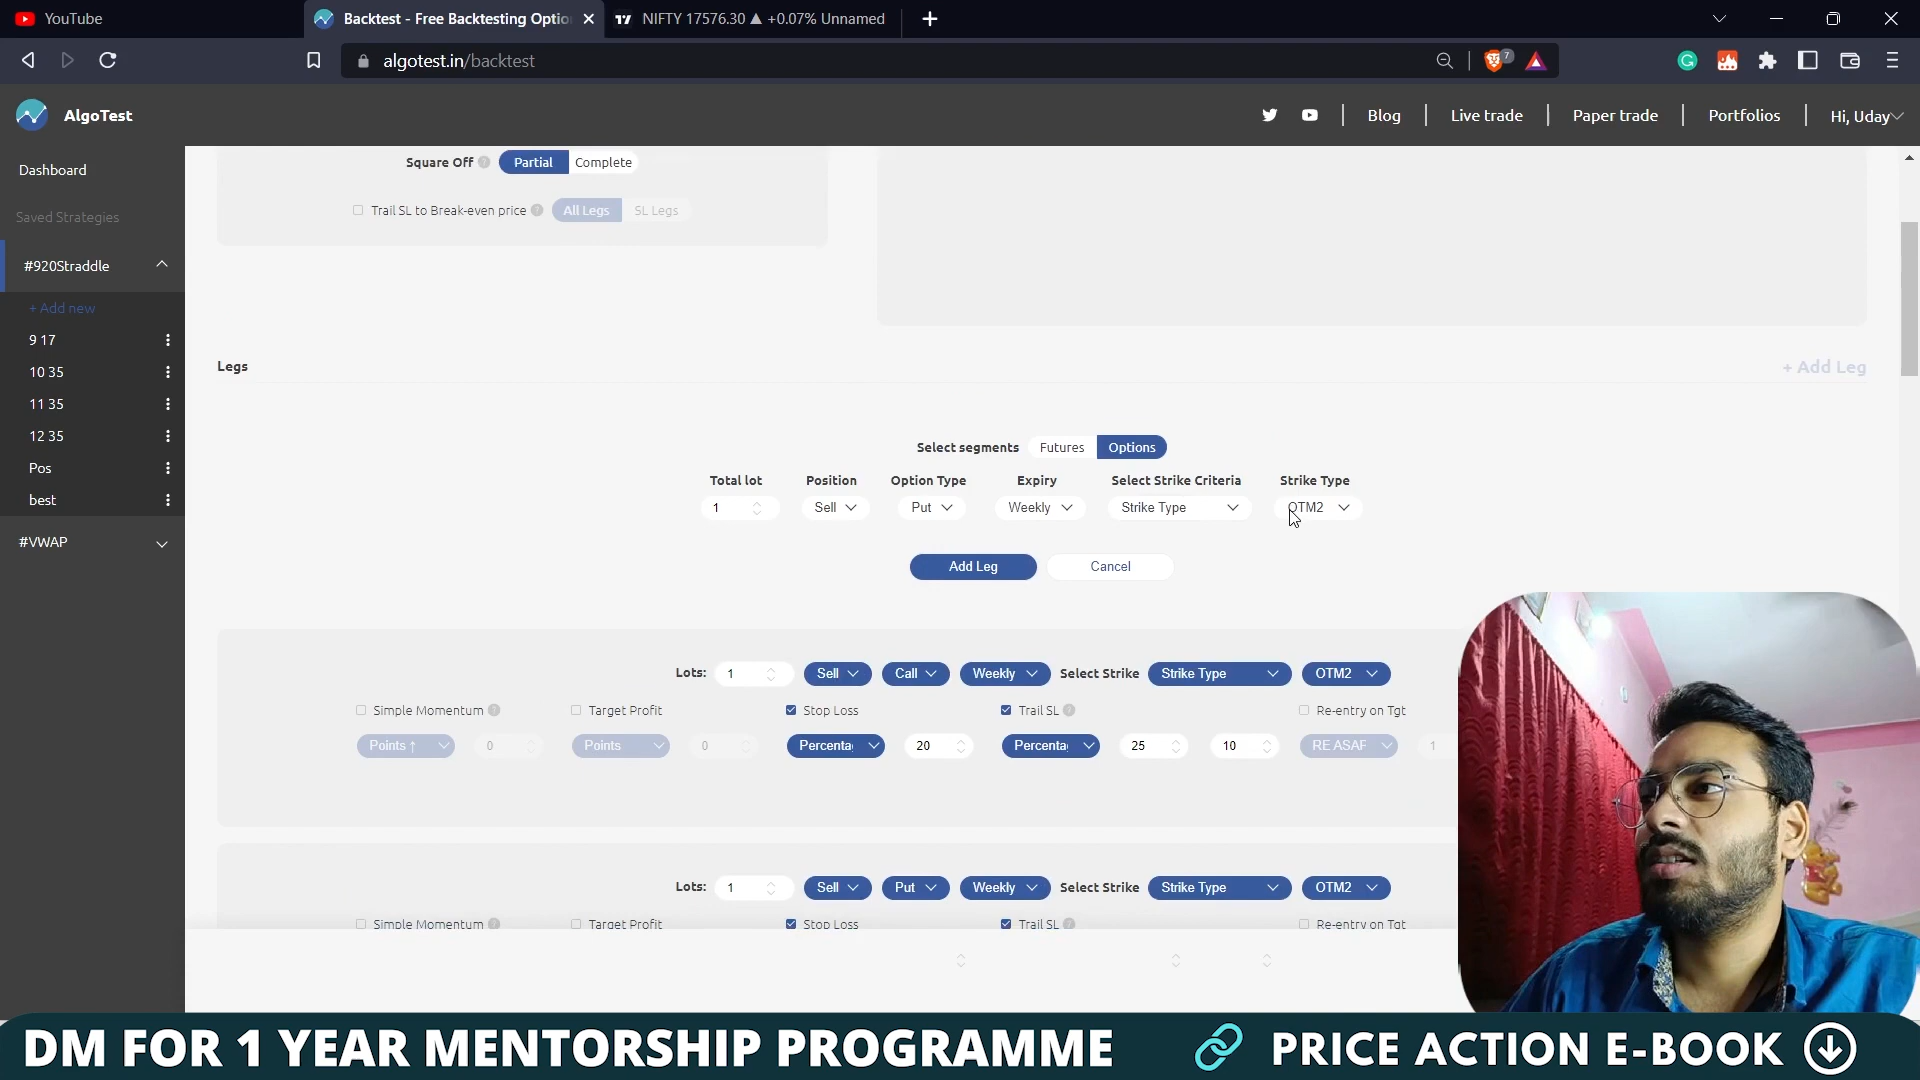 YouTube
Backtest - Free Backtesting Optio
NIFTY 17576.30 ▲ +0.07% Unnamed
algotest.in/backtest
7
AlgoTest
Blog
Live trade
Paper trade
Portfolios
Hi, Uday
Dashboard
Saved Strategies
#920Straddle
+ Add new
9 17
10 35
11 35
12 35
Pos
best
#VWAP
Square Off
Partial
Complete
Trail SL to Break-even price
All Legs
SL Legs
Legs
+ Add Leg
Select segments
Futures
Options
Total lot
Position
Option Type
Expiry
Select Strike Criteria
Strike Type
1
Sell
Put
Weekly
Strike Type
OTM2
Add Leg
Cancel
Lots:
1
Sell
Call
Weekly
Select Strike
Strike Type
OTM2
Simple Momentum
Target Profit
Stop Loss
Trail SL
Re-entry on Tgt
Points ↑
0
Points
0
Percenta
20
Percenta
25
10
RE ASAF
1
Lots:
1
Sell
Put
Weekly
Select Strike
Strike Type
OTM2
Simple Momentum
Target Profit
Stop Loss
Trail SL
Re-entry on Tgt
DM FOR 1 YEAR MENTORSHIP PROGRAMME
PRICE ACTION E-BOOK